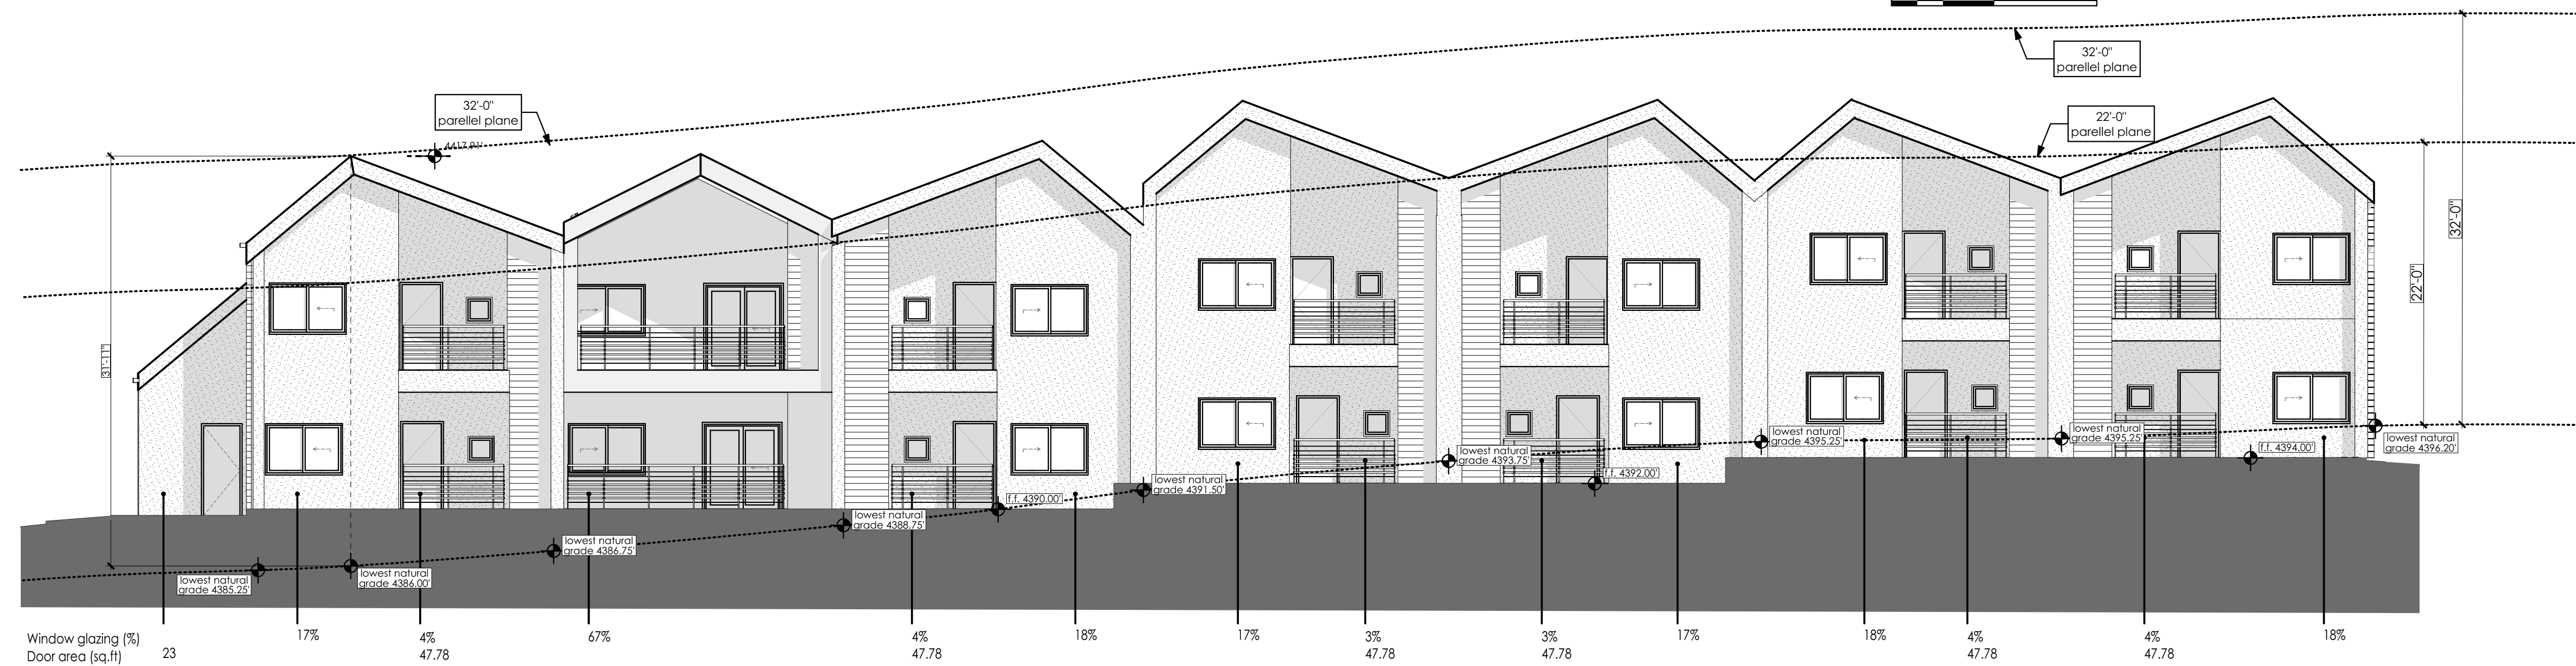 32'-0"
parellel plane
32'-0"
parellel plane
22'-0"
parellel plane
4417.91'
31'-11"
32'-0"
22'-0"
lowest natural
grade 4385.25'
lowest natural
grade 4386.00'
lowest natural
grade 4386.75'
lowest natural
grade 4388.75'
f.f. 4390.00'
lowest natural
grade 4391.50'
lowest natural
grade 4393.75'
f.f. 4392.00'
lowest natural
grade 4395.25'
lowest natural
grade 4395.25'
f.f. 4394.00'
lowest natural
grade 4396.20'
Window glazing (%) 17% 4% 67% 4% 18% 17% 3% 3% 17% 18% 4% 4% 18%
Door area (sq.ft) 23 47.78 47.78 47.78 47.78 47.78 47.78